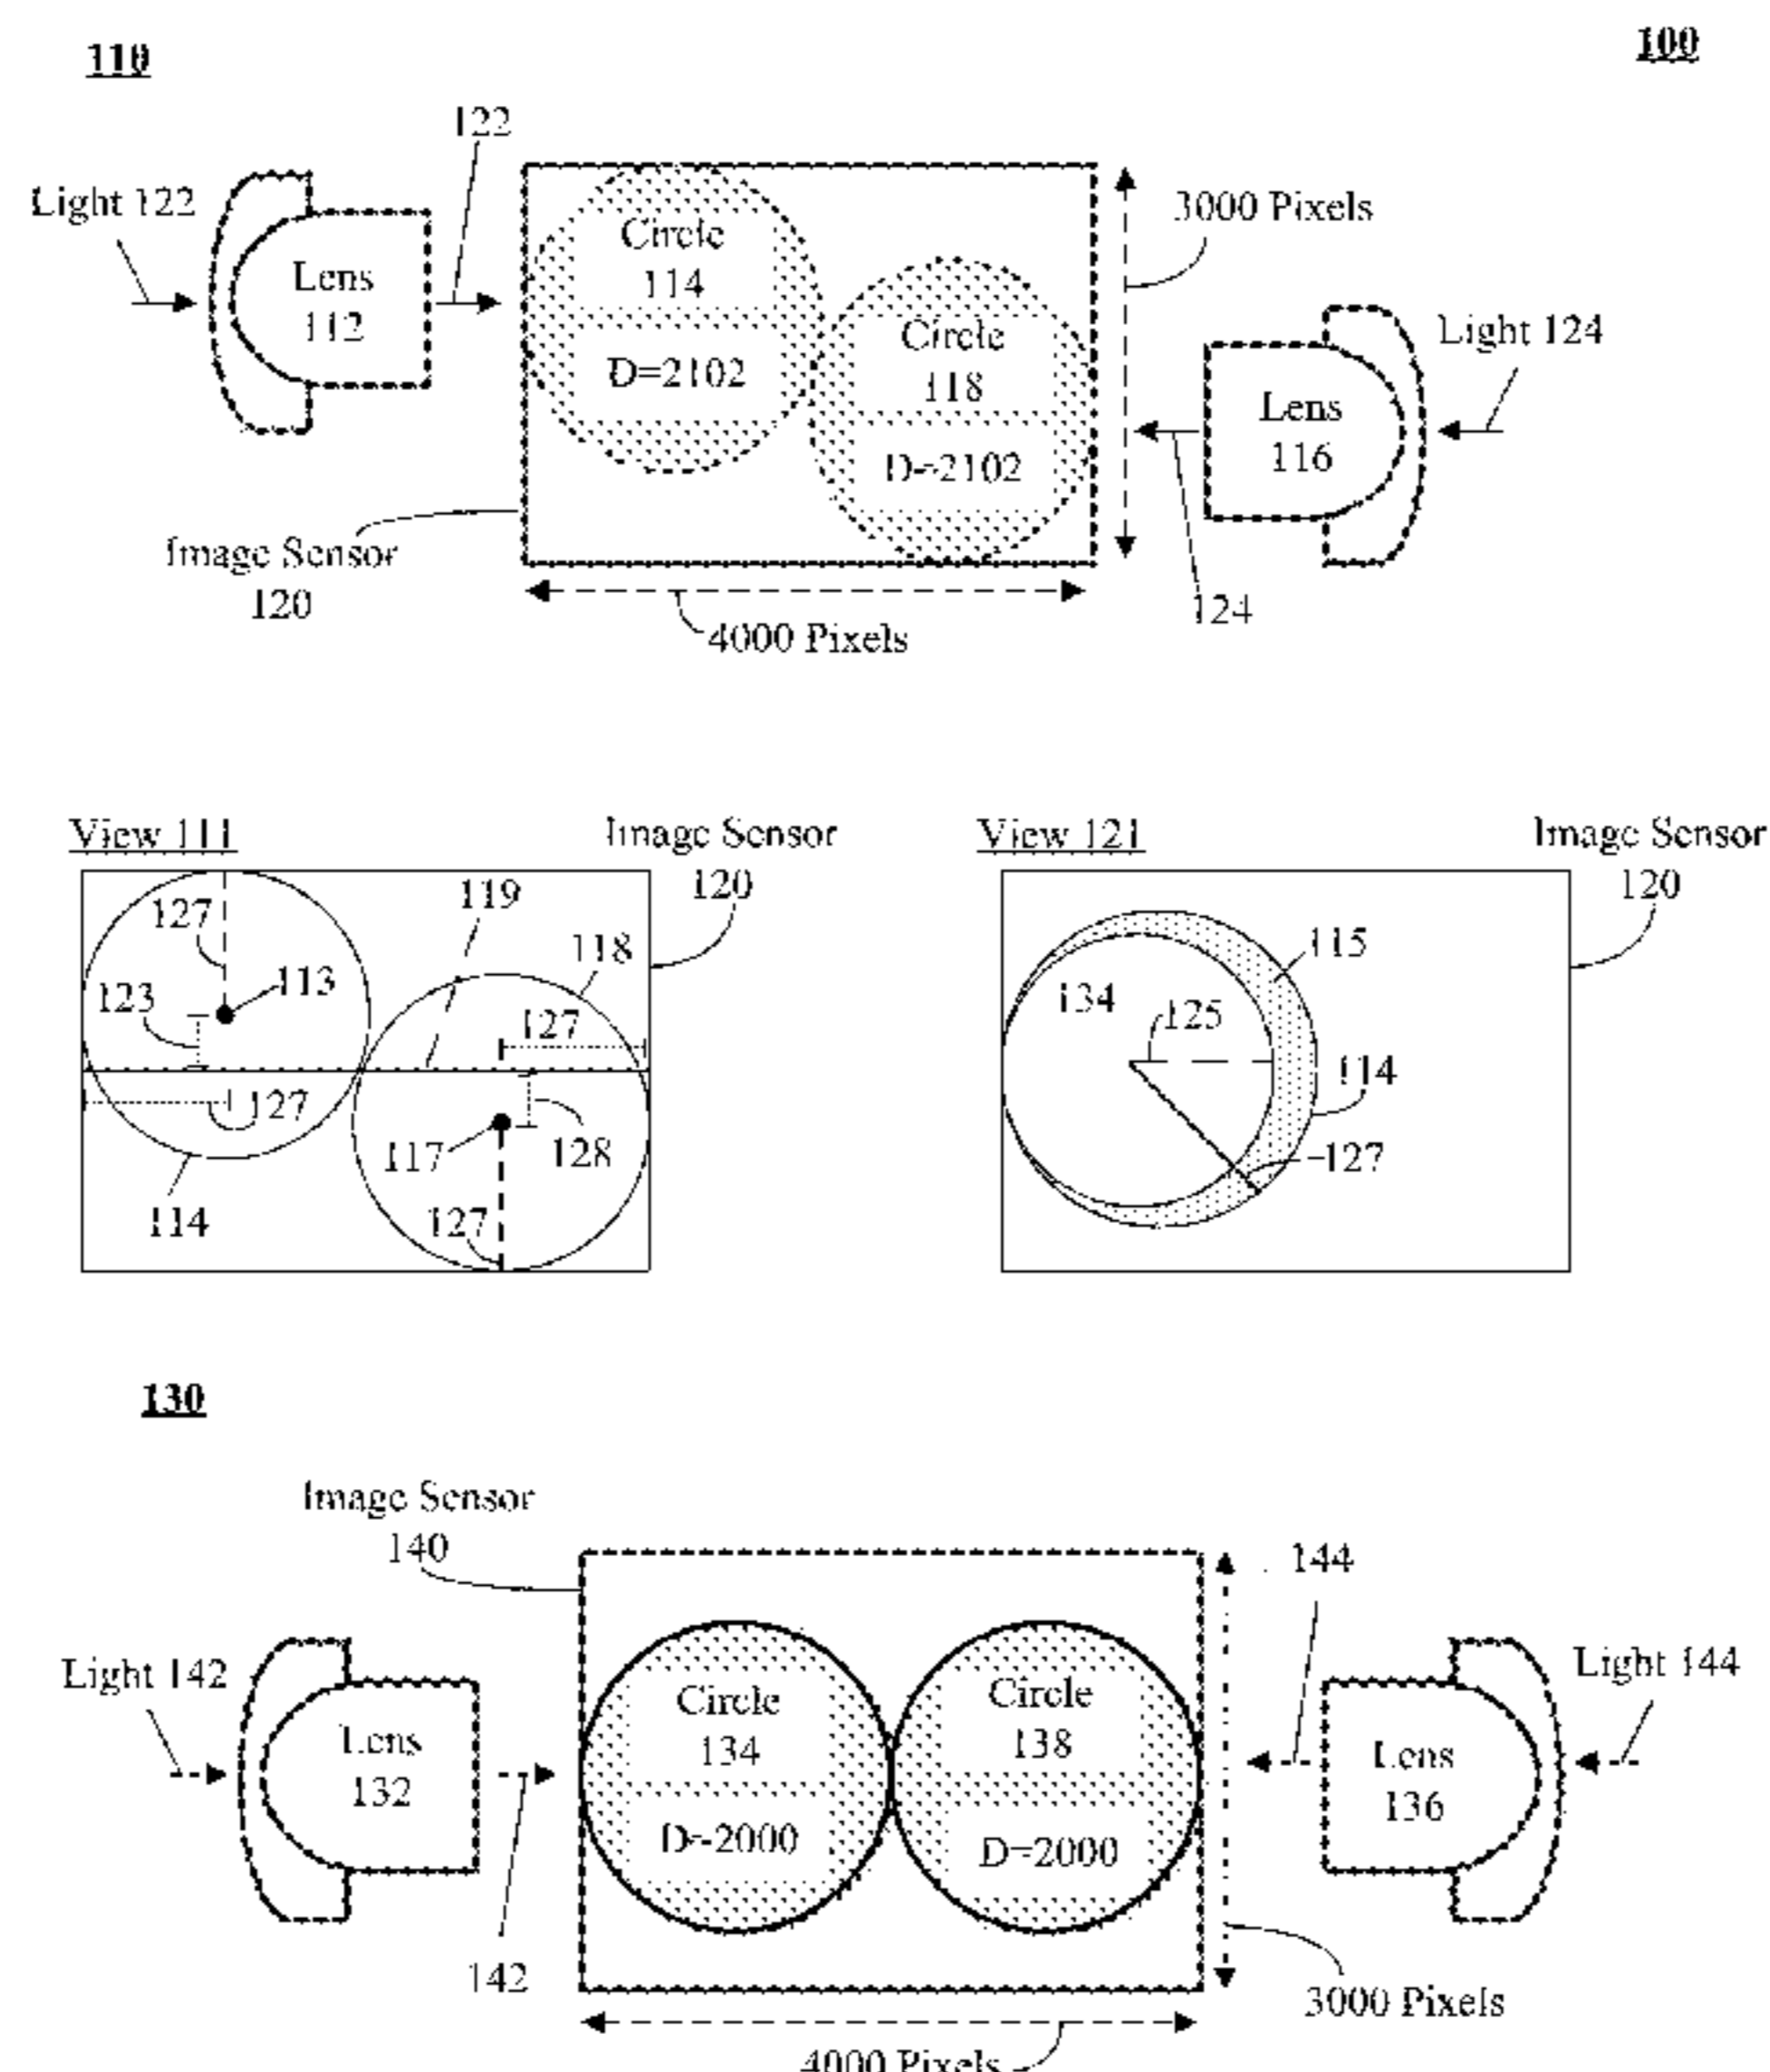 110
100
122
Light 122
3000 Pixels
Circle
114
D=2102
Lens
112
Circle
118
D=2102
Light 124
Lens
116
Image Sensor
120
4000 Pixels
124
View 111
Image Sensor
120
View 121
Image Sensor
120
127
119
118
115
123
113
127
134
125
127
114
117
128
127
127
114
130
Image Sensor
140
144
Light 142
Circle
134
D=2000
Circle
138
D=2000
Light 144
Lens
132
Lens
136
142
3000 Pixels
4000 Pixels